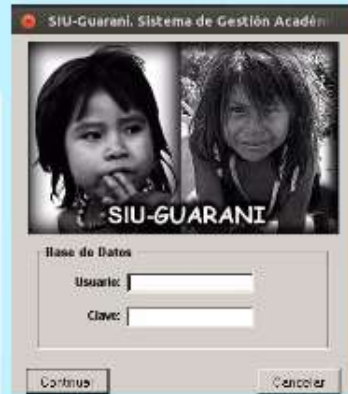 SIU-Guarani. Sistema de Gestión Académ
SIU-GUARANI
Base de Datos
Usuario:
Clave:
Continuar
Cancelar